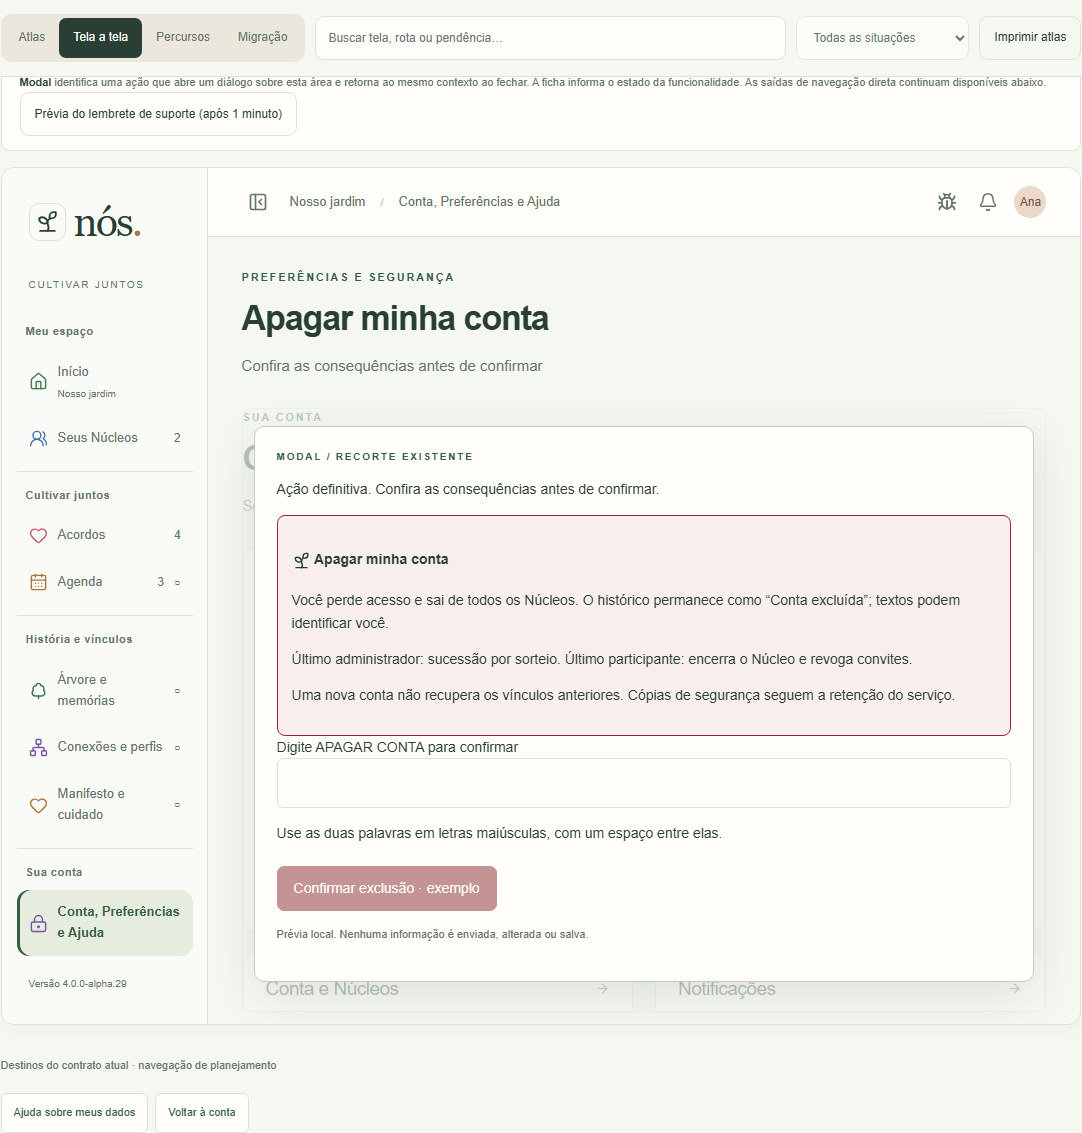 Atlas
Tela a tela
Percursos
Migração
Buscar tela, rota ou pendência...
Todas as situações
Imprimir atlas
Modal identifica uma ação que abre um diálogo sobre esta área e retorna ao mesmo contexto ao fechar. A ficha informa o estado da funcionalidade. As saídas de navegação direta continuam disponíveis abaixo.
Prévia do lembrete de suporte (após 1 minuto)
nós.
CULTIVAR JUNTOS
Meu espaço
Início
Nosso jardim
Seus Núcleos 2
Cultivar juntos
Acordos 4
Agenda 3
História e vínculos
Árvore e
memórias
Conexões e perfis
Manifesto e
cuidado
Sua conta
Conta, Preferências
e Ajuda
Versão 4.0.0-alpha.29
Nosso jardim / Conta, Preferências e Ajuda
Ana
PREFERÊNCIAS E SEGURANÇA
Apagar minha conta
Confira as consequências antes de confirmar
SUA CONTA
MODAL / RECORTE EXISTENTE
Ação definitiva. Confira as consequências antes de confirmar.
Apagar minha conta
Você perde acesso e sai de todos os Núcleos. O histórico permanece como “Conta excluída”; textos podem
identificar você.
Último administrador: sucessão por sorteio. Último participante: encerra o Núcleo e revoga convites.
Uma nova conta não recupera os vínculos anteriores. Cópias de segurança seguem a retenção do serviço.
Digite APAGAR CONTA para confirmar
Use as duas palavras em letras maiúsculas, com um espaço entre elas.
Confirmar exclusão · exemplo
Prévia local. Nenhuma informação é enviada, alterada ou salva.
Conta e Núcleos
Notificações
Destinos do contrato atual · navegação de planejamento
Ajuda sobre meus dados
Voltar à conta